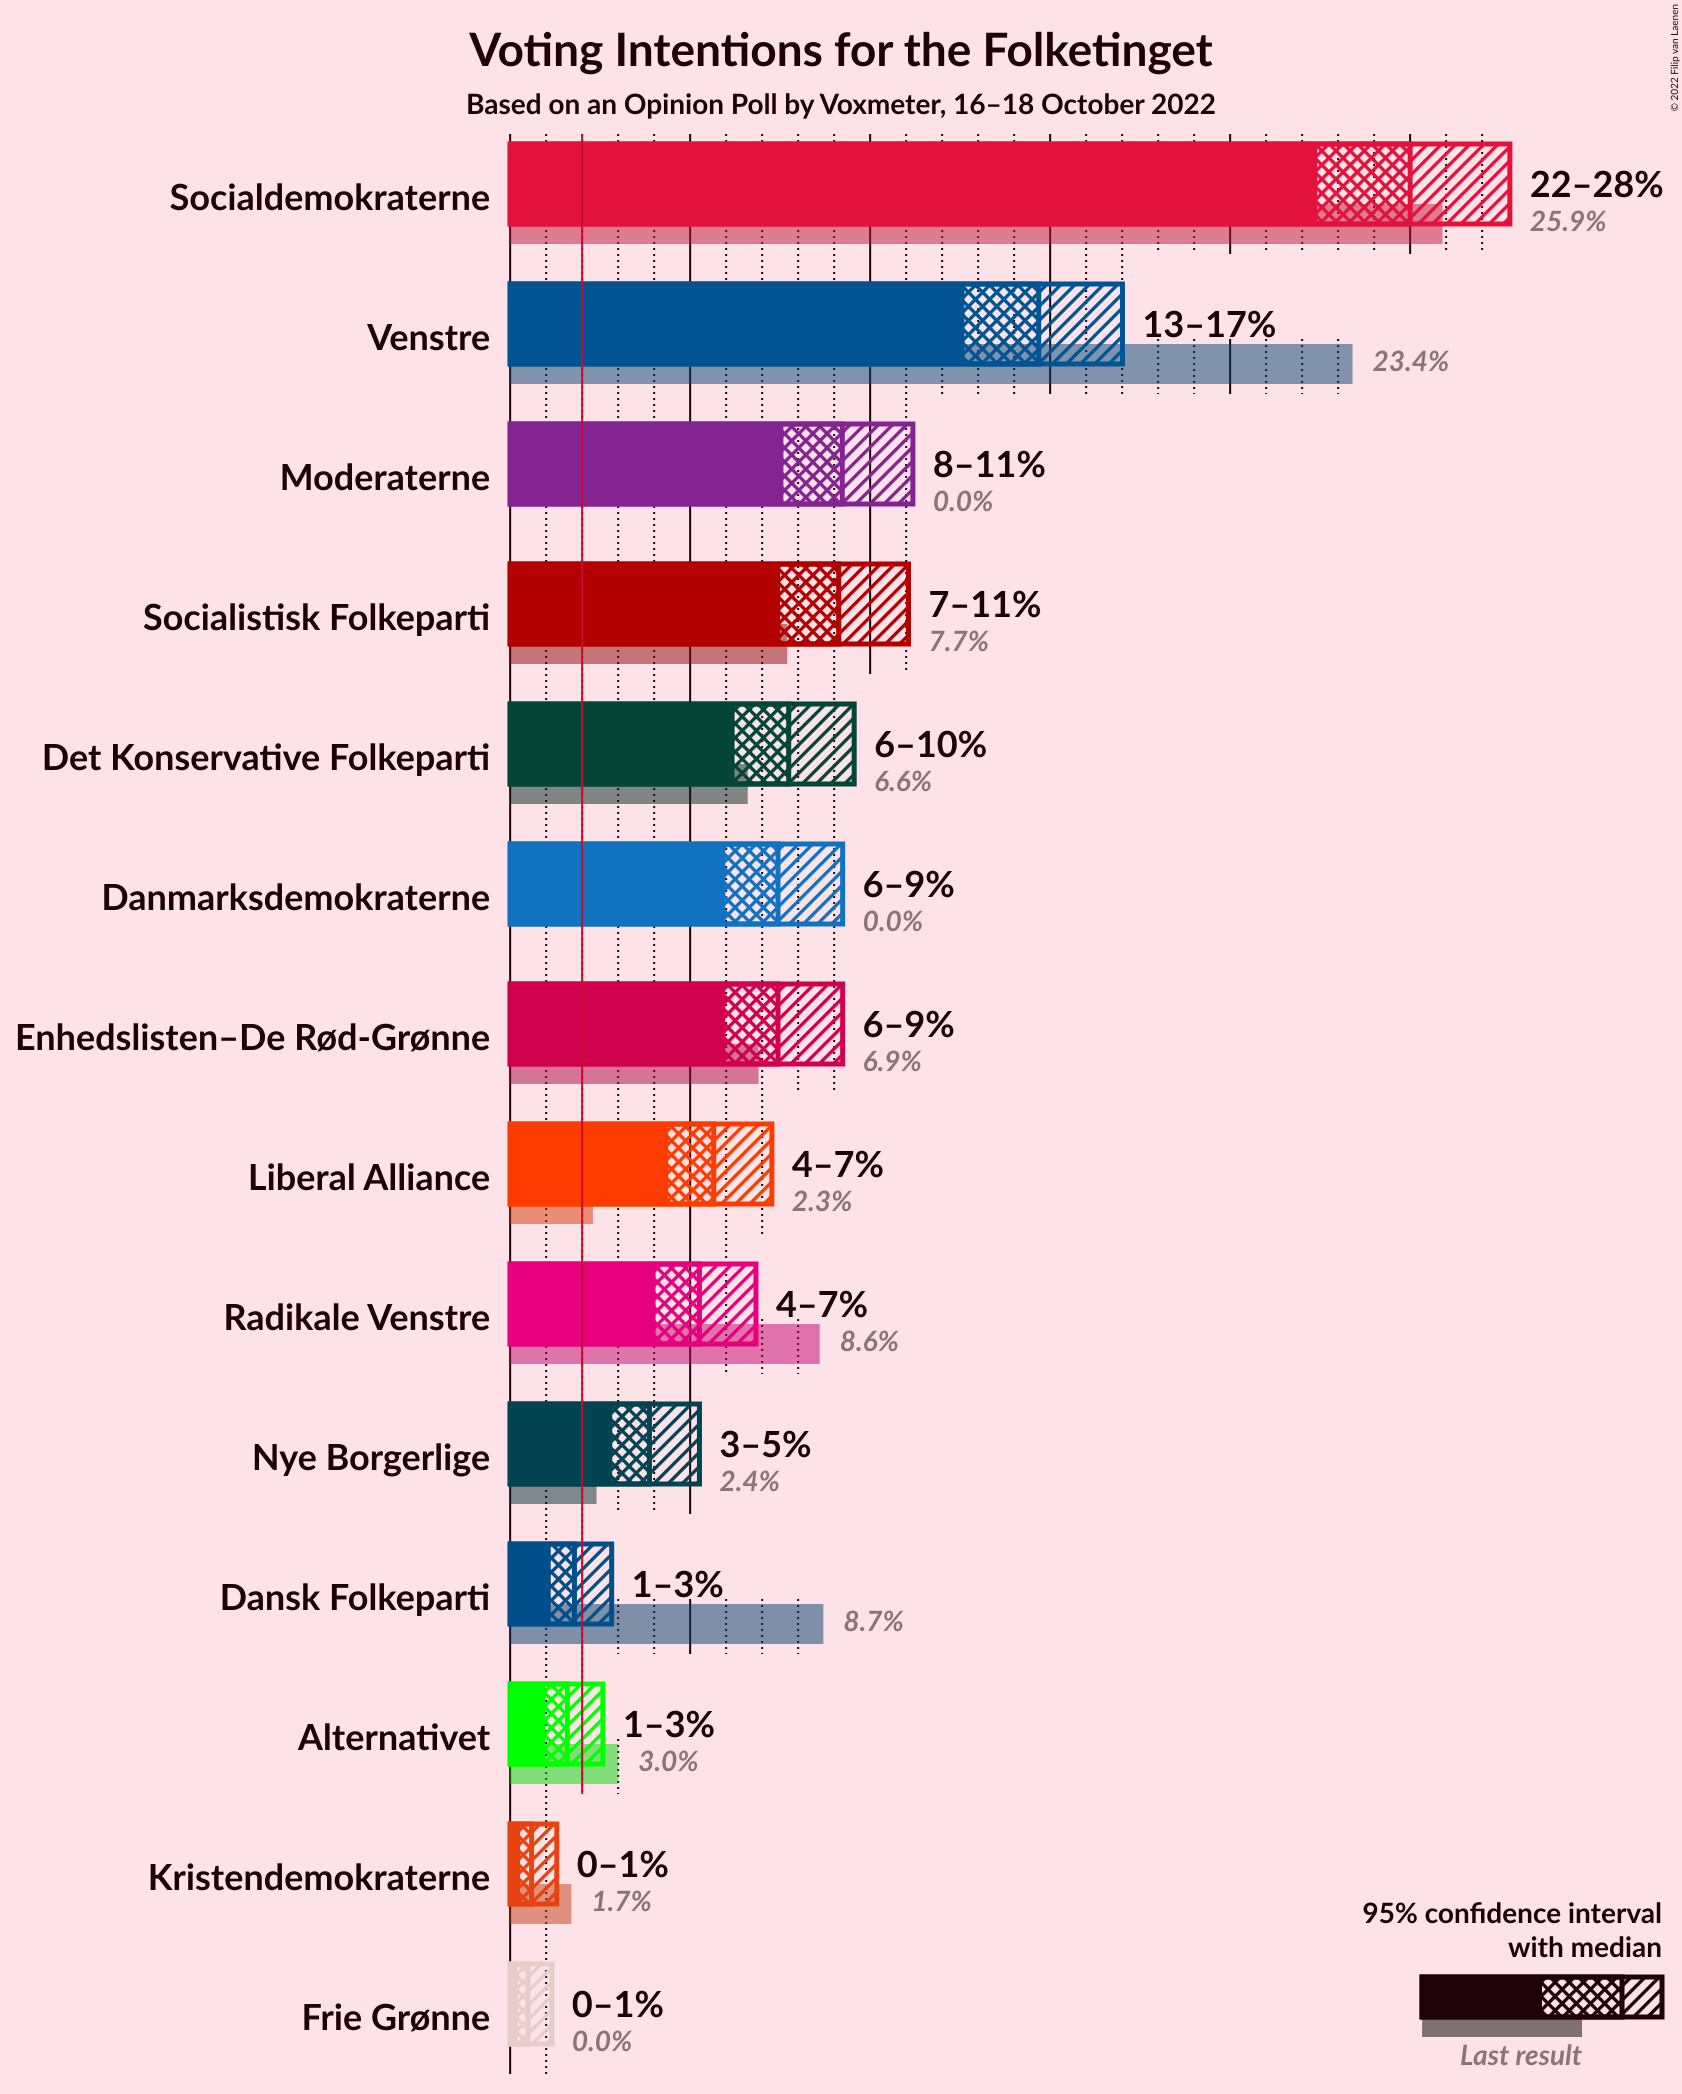 © 2022 Filip van Laenen
Voting Intentions for the Folketinget
Based on an Opinion Poll by Voxmeter, 16–18 October 2022
Socialdemokraterne
22–28%
25.9%
Venstre
13–17%
23.4%
Moderaterne
8–11%
0.0%
Socialistisk Folkeparti
7–11%
7.7%
Det Konservative Folkeparti
6–10%
6.6%
Danmarksdemokraterne
6–9%
0.0%
Enhedslisten–De Rød-Grønne
6–9%
6.9%
Liberal Alliance
4–7%
2.3%
Radikale Venstre
4–7%
8.6%
Nye Borgerlige
3–5%
2.4%
Dansk Folkeparti
1–3%
8.7%
Alternativet
1–3%
3.0%
Kristendemokraterne
0–1%
1.7%
Frie Grønne
0–1%
0.0%
95% confidence interval
with median
Last result